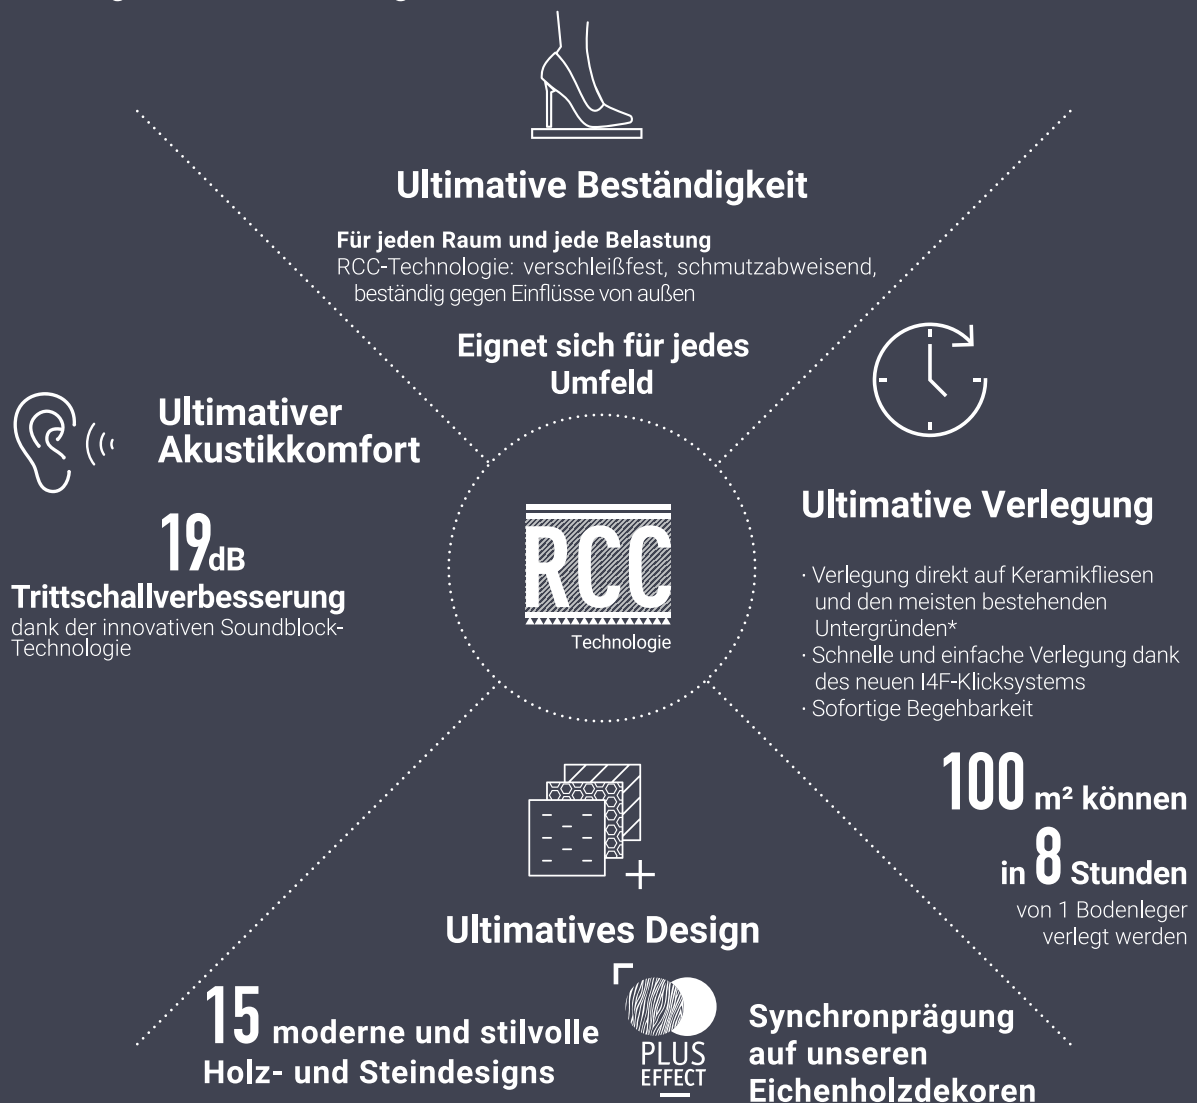 Ultimative Beständigkeit
Für jeden Raum und jede Belastung
RCC-Technologie: verschleißfest, schmutzabweisend,
beständig gegen Einflüsse von außen
Eignet sich für jedes
Umfeld
Ultimativer
Akustikkomfort
19dB
Trittschallverbesserung
dank der innovativen Soundblock-
Technologie
RCC
Technologie
Ultimative Verlegung
· Verlegung direkt auf Keramikfliesen
und den meisten bestehenden
Untergründen*
· Schnelle und einfache Verlegung dank
des neuen I4F-Klicksystems
· Sofortige Begehbarkeit
100 m² können
in 8 Stunden
von 1 Bodenleger
verlegt werden
Ultimatives Design
15 moderne und stilvolle
Holz- und Steindesigns
PLUS
EFFECT
Synchronprägung
auf unseren
Eichenholzdekoren